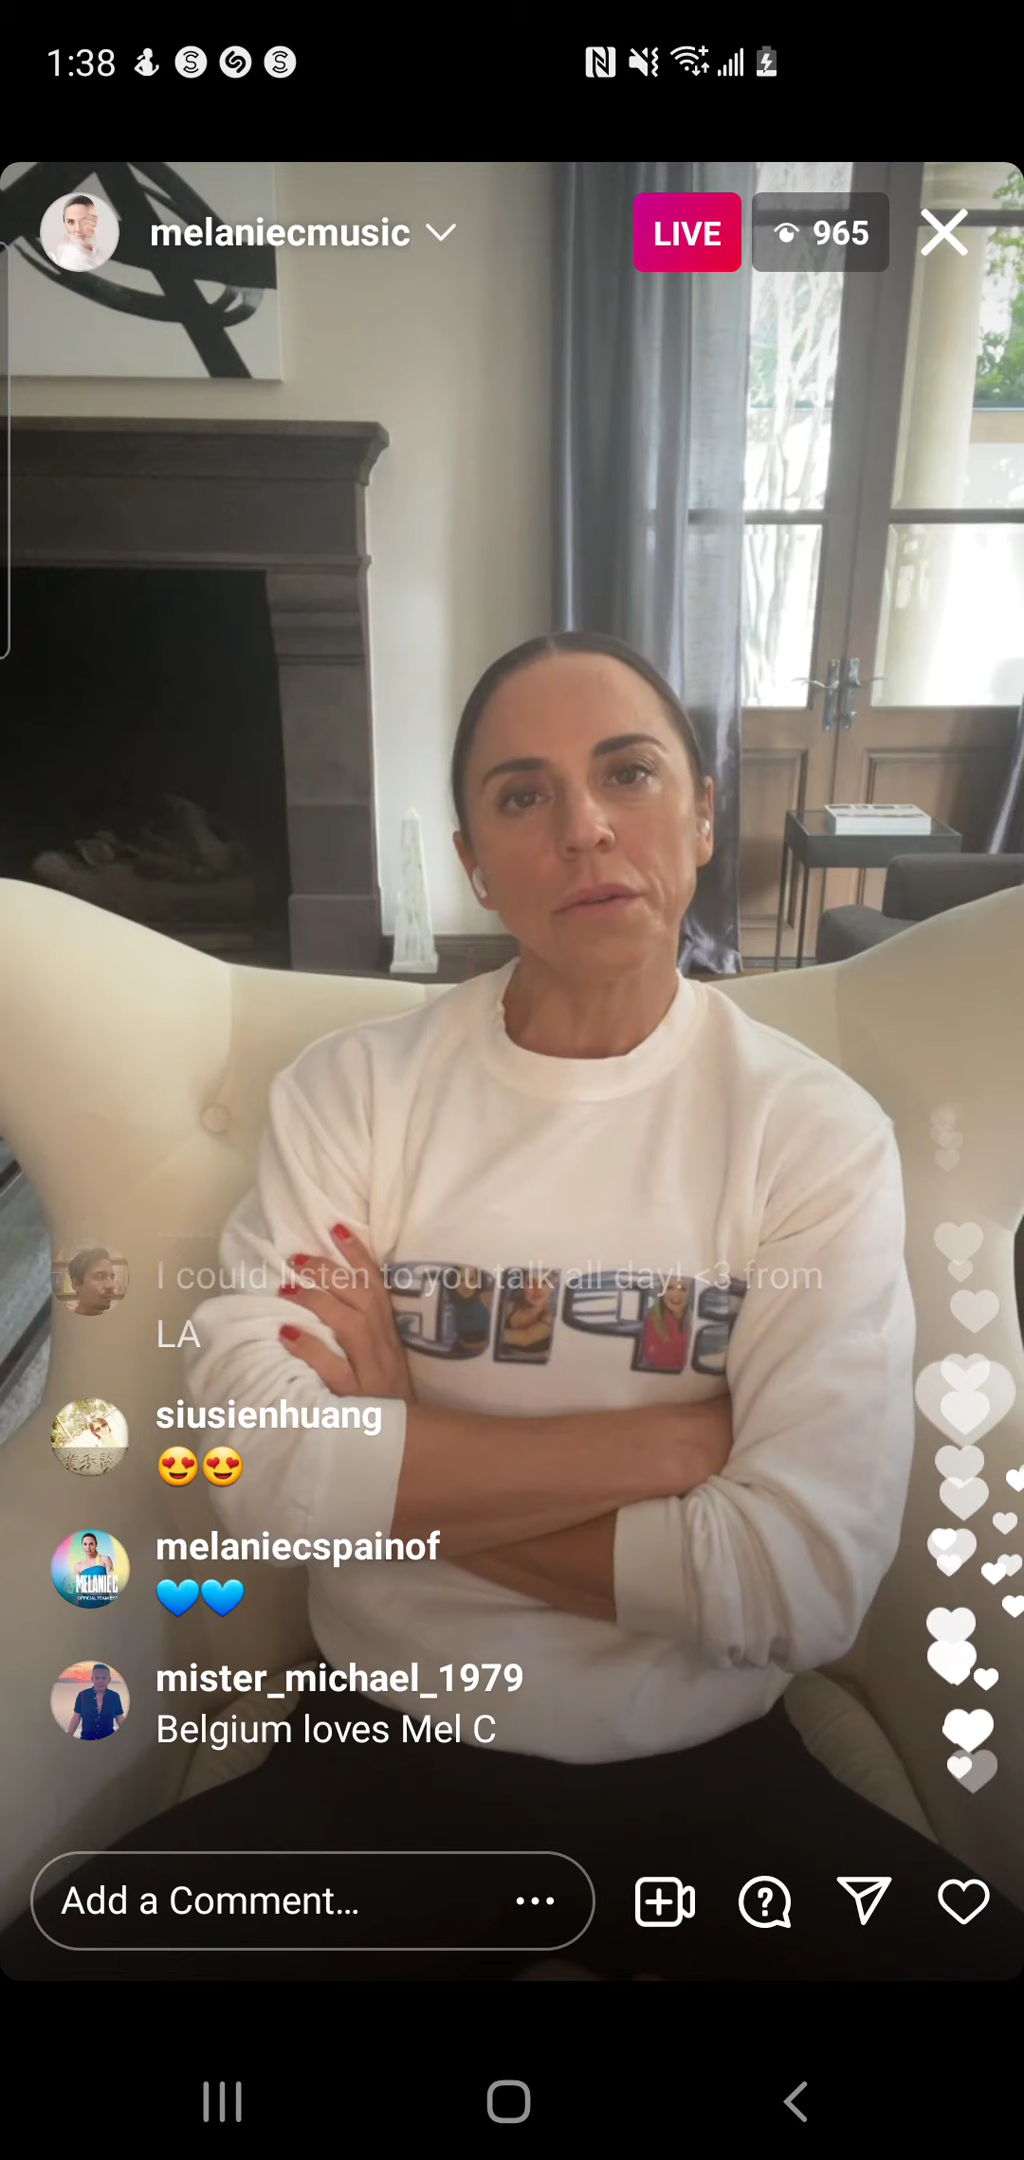 1:38
melaniecmusic
LIVE
965
I could listen to you talk all day! <3 from
LA
siusienhuang
😍😍
melaniecspainof
MELANIE C
💙💙
mister_michael_1979
Belgium loves Mel C
Add a Comment...